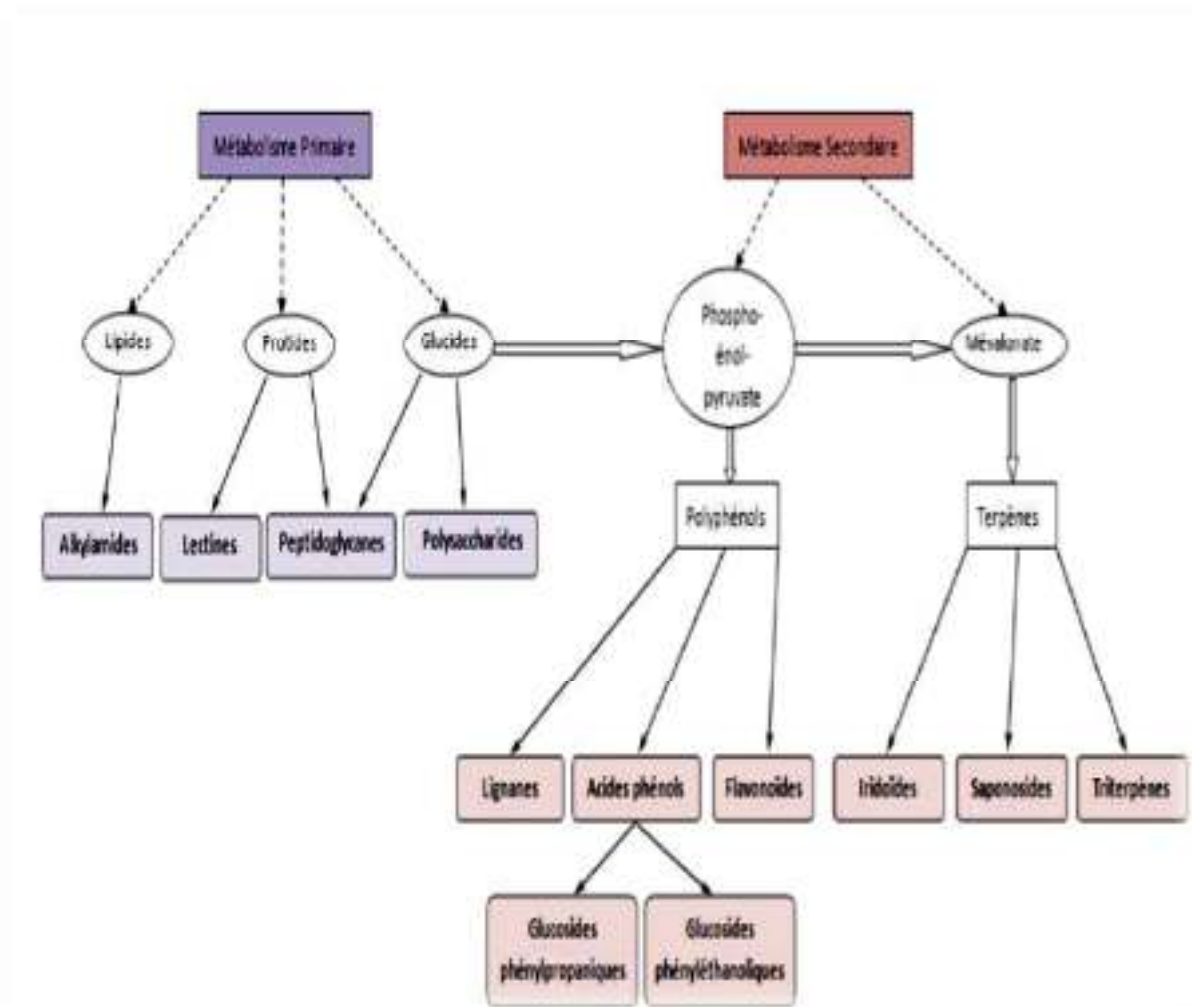 Métabolisme Primaire
Métabolisme Secondaire
Lipides
Protides
Glucides
Phospho-
énol-
pyruvate
Mévalonate
Polyphénols
Terpènes
Alkylamides
Lectines
Peptidoglycanes
Polysaccharides
Lignanes
Acides phénols
Flavonoïdes
Iridoïdes
Saponosides
Triterpènes
Glucosides
phénylpropaniques
Glucosides
phényléthanoliques